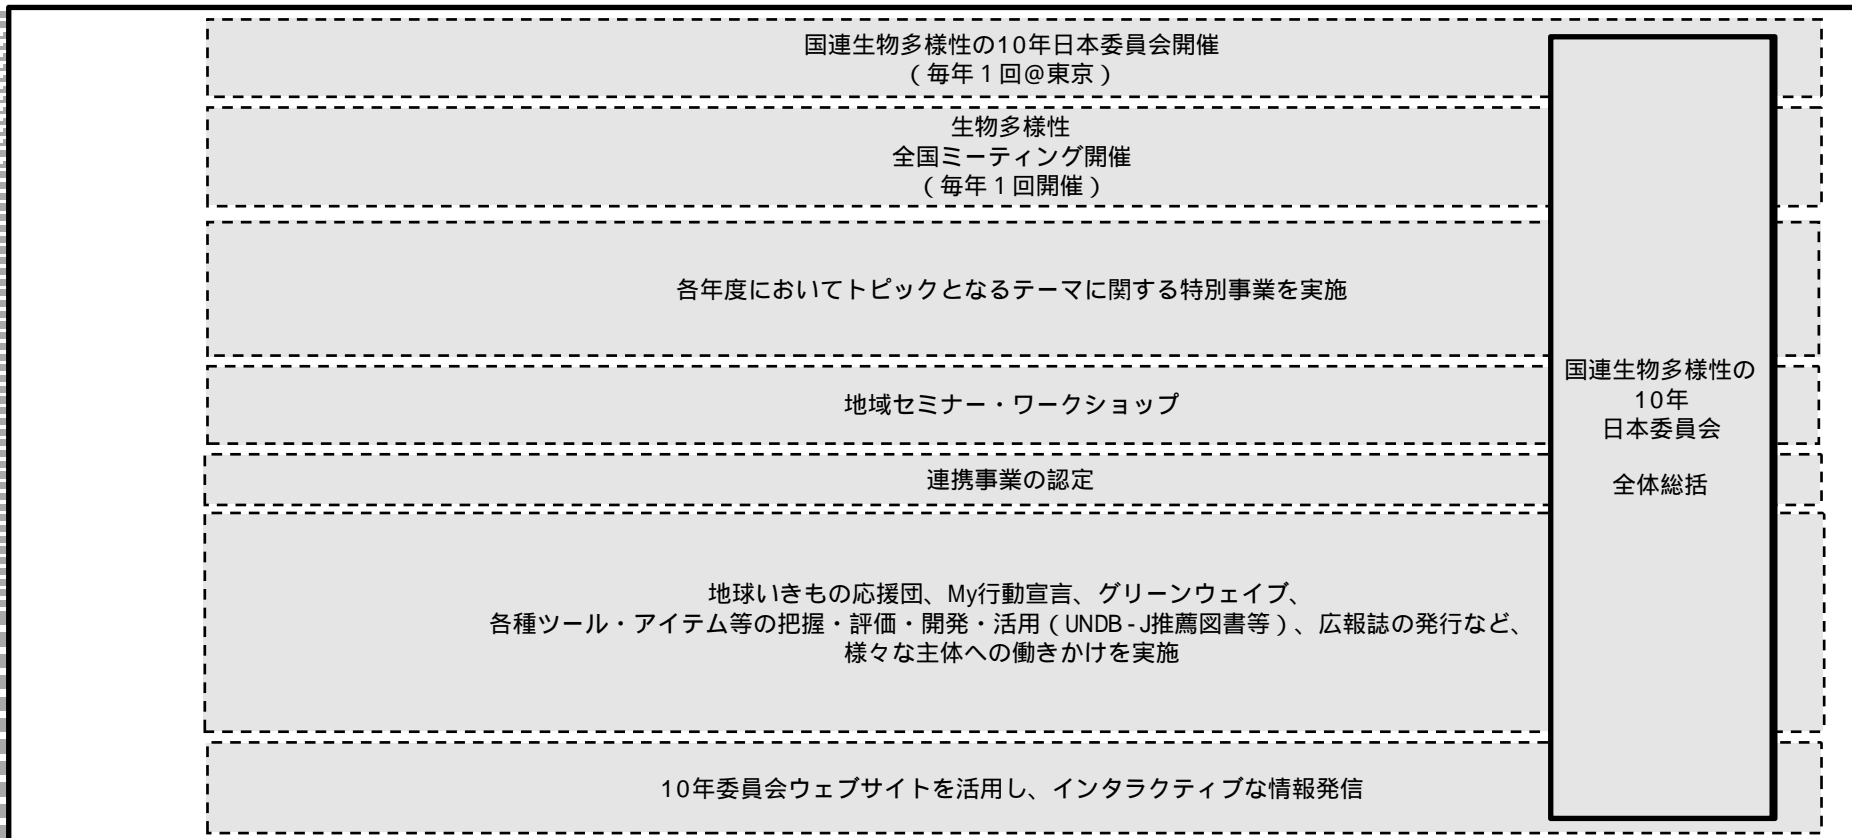 国連生物多様性の10年日本委員会開催
（毎年１回@東京）
生物多様性
全国ミーティング開催
（毎年１回開催）
各年度においてトピックとなるテーマに関する特別事業を実施
地域セミナー・ワークショップ
連携事業の認定
地球いきもの応援団、My行動宣言、グリーンウェイブ、
各種ツール・アイテム等の把握・評価・開発・活用（UNDB-J推薦図書等）、広報誌の発行など、
様々な主体への働きかけを実施
10年委員会ウェブサイトを活用し、インタラクティブな情報発信
国連生物多様性の
10年
日本委員会
全体総括